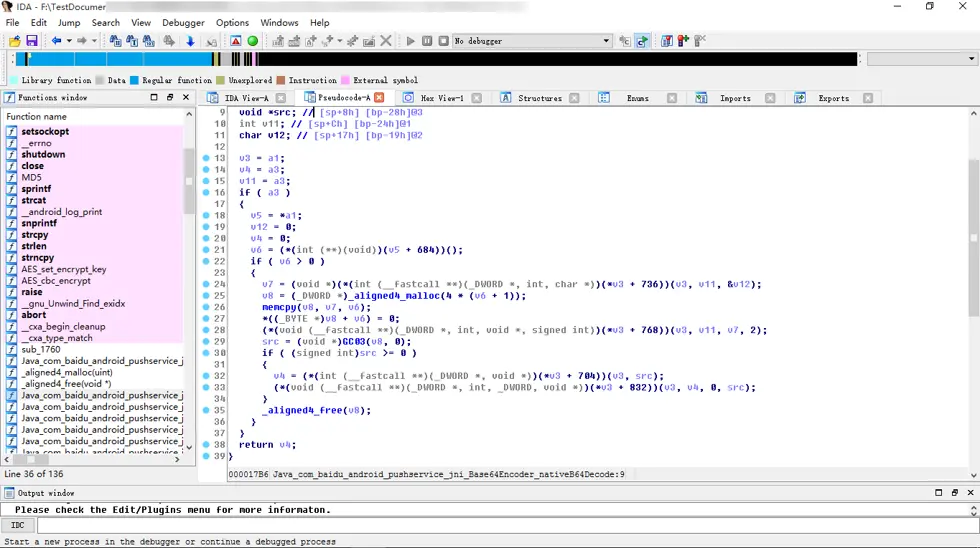 IDA - F:\TestDocumer
File Edit Jump Search View Debugger Options Windows Help
No debugger
Library function Data Regular function Unexplored Instruction External symbol
Functions window
IDA View-A Pseudocode-A Hex View-1 Structures Enums Imports Exports
Function name
setsockopt
__errno
shutdown
close
MD5
sprintf
strcat
__android_log_print
snprintf
strcpy
strlen
strncpy
AES_set_encrypt_key
AES_cbc_encrypt
raise
__gnu_Unwind_Find_exidx
abort
__cxa_begin_cleanup
__cxa_type_match
sub_1760
Java_com_baidu_android_pushservice_j
_aligned4_malloc(uint)
_aligned4_free(void *)
Java_com_baidu_android_pushservice_j
Java_com_baidu_android_pushservice_j
Java_com_baidu_android_pushservice_j
Java_com_baidu_android_pushservice_j
Java_com_baidu_android_pushservice_j
Java_com_baidu_android_pushservice_j
Line 36 of 136
9 void *src; // [sp+8h] [bp-28h]@3
10 int v11; // [sp+Ch] [bp-24h]@1
11 char v12; // [sp+17h] [bp-19h]@2
12
13 v3 = a1;
14 v4 = a3;
15 v11 = a3;
16 if ( a3 )
17 {
18 v5 = *a1;
19 v12 = 0;
20 v4 = 0;
21 v6 = (*(int (**)(void))(v5 + 684))();
22 if ( v6 > 0 )
23 {
24 v7 = (void *)(*(int (__fastcall **)(_DWORD *, int, char *))(*v3 + 736))(v3, v11, &v12);
25 v8 = (_DWORD *)_aligned4_malloc(4 * (v6 + 1));
26 memcpy(v8, v7, v6);
27 *((_BYTE *)v8 + v6) = 0;
28 (*(void (__fastcall **)(_DWORD *, int, void *, signed int))(*v3 + 768))(v3, v11, v7, 2);
29 src = (void *)GC03(v8, 0);
30 if ( (signed int)src >= 0 )
31 {
32 v4 = (*(int (__fastcall **)(_DWORD *, void *))(*v3 + 704))(v3, src);
33 (*(void (__fastcall **)(_DWORD *, int, _DWORD, void *))(*v3 + 832))(v3, v4, 0, src);
34 }
35 _aligned4_free(v8);
36 }
37 }
38 return v4;
39 }
000017B6 Java_com_baidu_android_pushservice_jni_Base64Encoder_nativeB64Decode:9
Output window
Please check the Edit/Plugins menu for more informaton.
IDC
Start a new process in the debugger or continue a debugged process